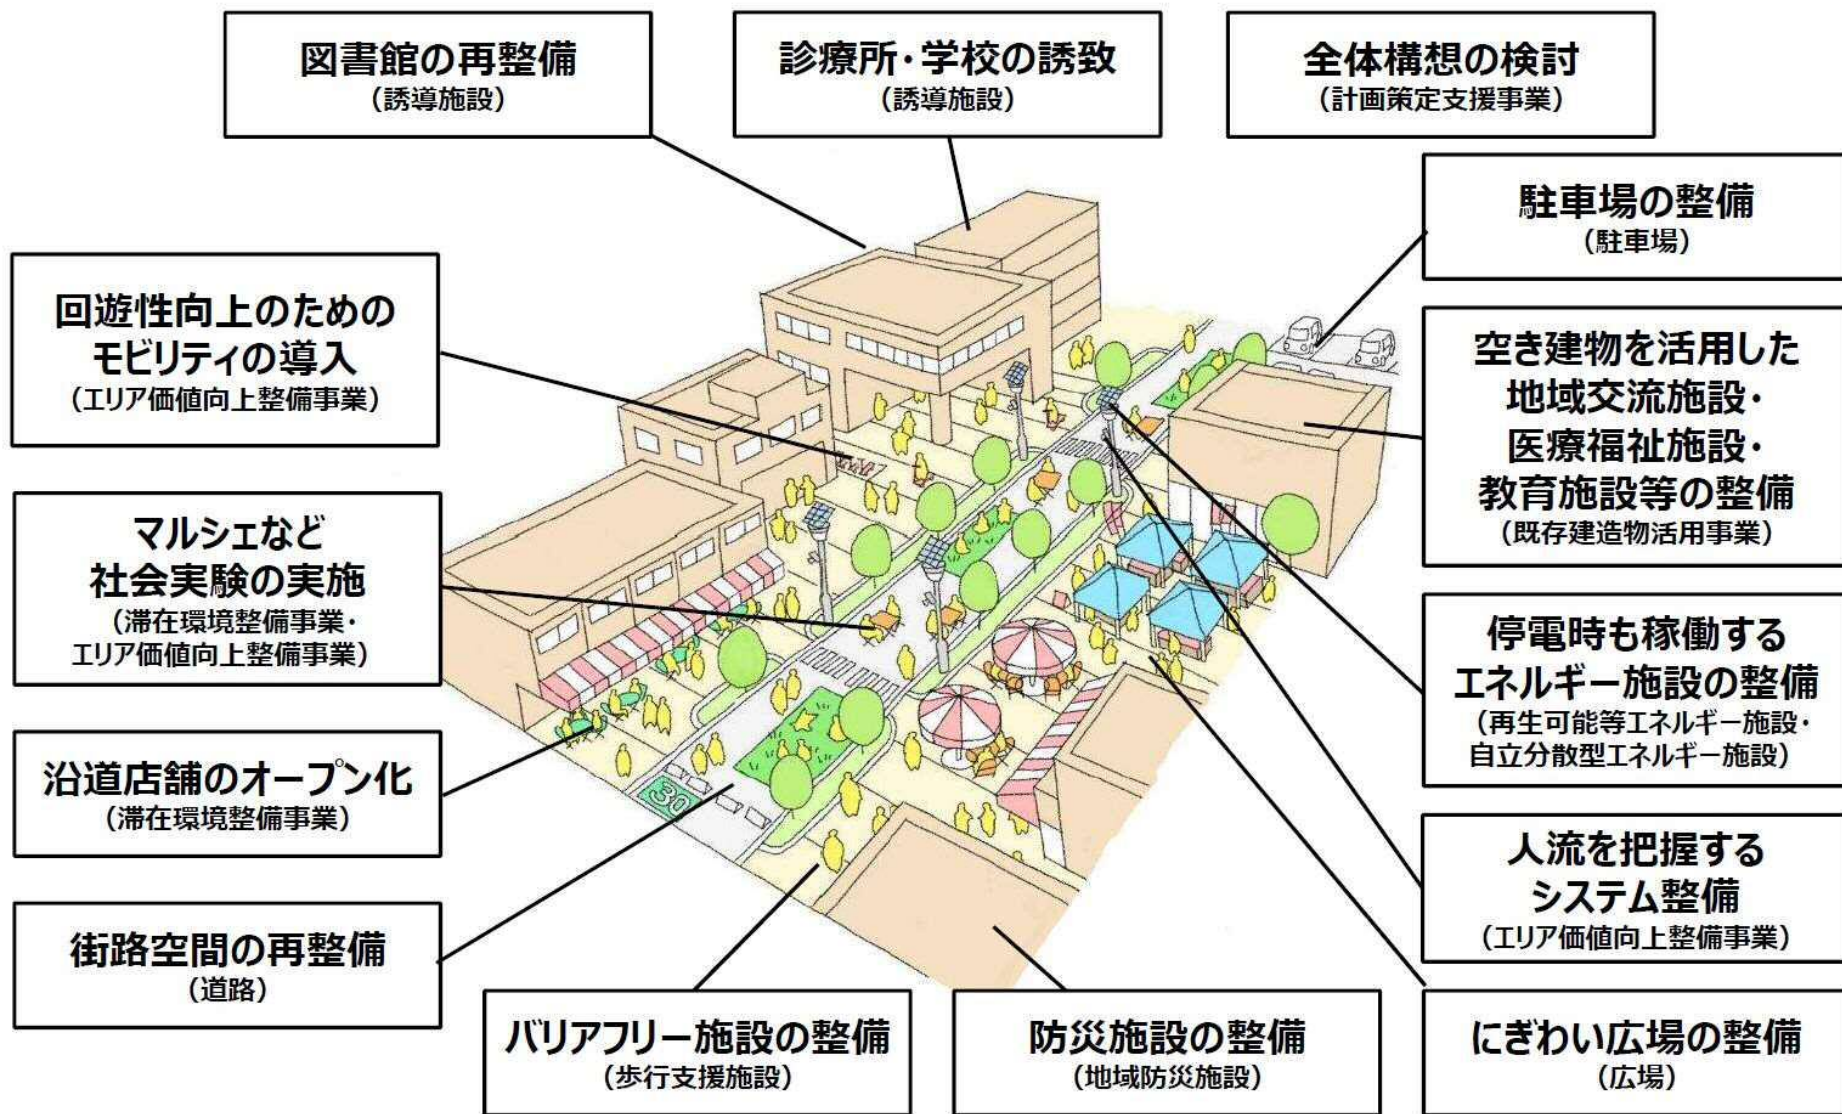 図書館の再整備
（誘導施設）
診療所・学校の誘致
（誘導施設）
全体構想の検討
（計画策定支援事業）
駐車場の整備
（駐車場）
回遊性向上のための
モビリティの導入
（エリア価値向上整備事業）
空き建物を活用した
地域交流施設・
医療福祉施設・
教育施設等の整備
（既存建造物活用事業）
マルシェなど
社会実験の実施
（滞在環境整備事業・
エリア価値向上整備事業）
停電時も稼働する
エネルギー施設の整備
（再生可能等エネルギー施設・
自立分散型エネルギー施設）
沿道店舗のオープン化
（滞在環境整備事業）
30
人流を把握する
システム整備
（エリア価値向上整備事業）
街路空間の再整備
（道路）
バリアフリー施設の整備
（歩行支援施設）
防災施設の整備
（地域防災施設）
にぎわい広場の整備
（広場）